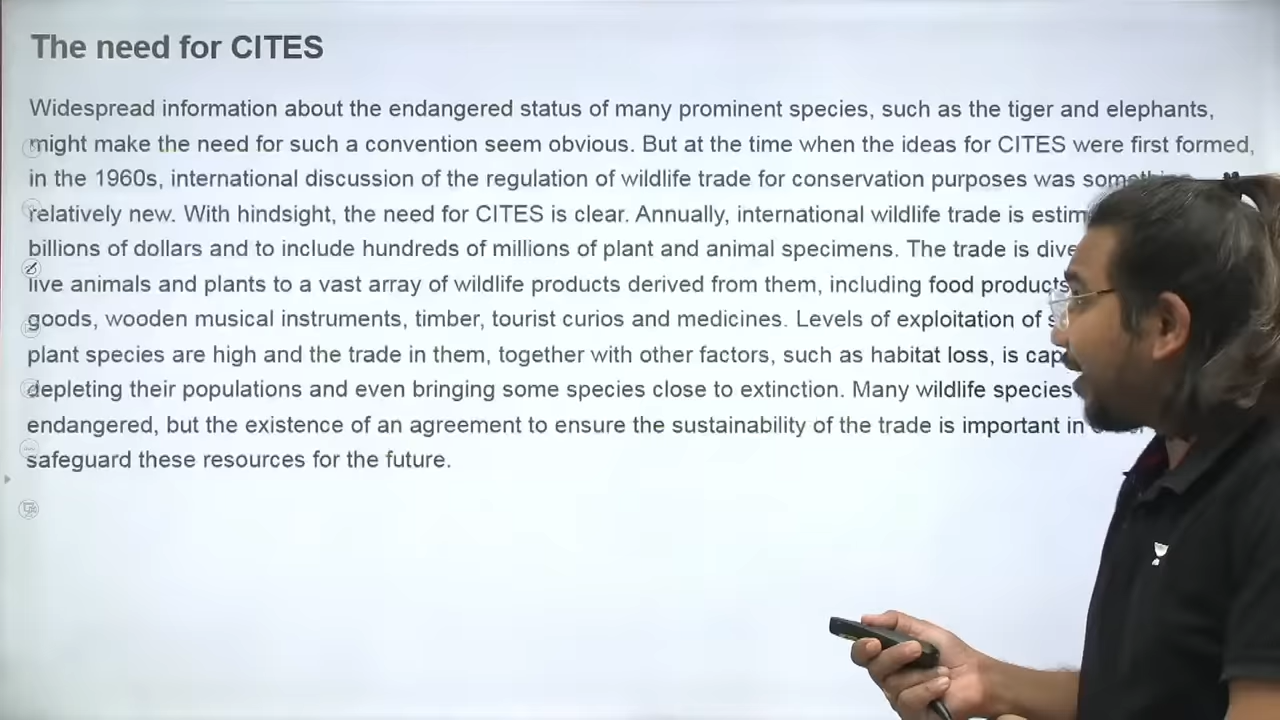 The need for CITES
Widespread information about the endangered status of many prominent species, such as the tiger and elephants,
might make the need for such a convention seem obvious. But at the time when the ideas for CITES were first formed,
in the 1960s, international discussion of the regulation of wildlife trade for conservation purposes was
relatively new. With hindsight, the need for CITES is clear. Annually, international wildlife trade is
billions of dollars and to include hundreds of millions of plant and animal specimens. The trade is
live animals and plants to a vast array of wildlife products derived from them, including food products
goods, wooden musical instruments, timber, tourist curios and medicines. Levels of exploitation of
plant species are high and the trade in them, together with other factors, such as habitat loss, is
depleting their populations and even bringing some species close to extinction. Many wildlife species
endangered, but the existence of an agreement to ensure the sustainability of the trade is important in
safeguard these resources for the future.